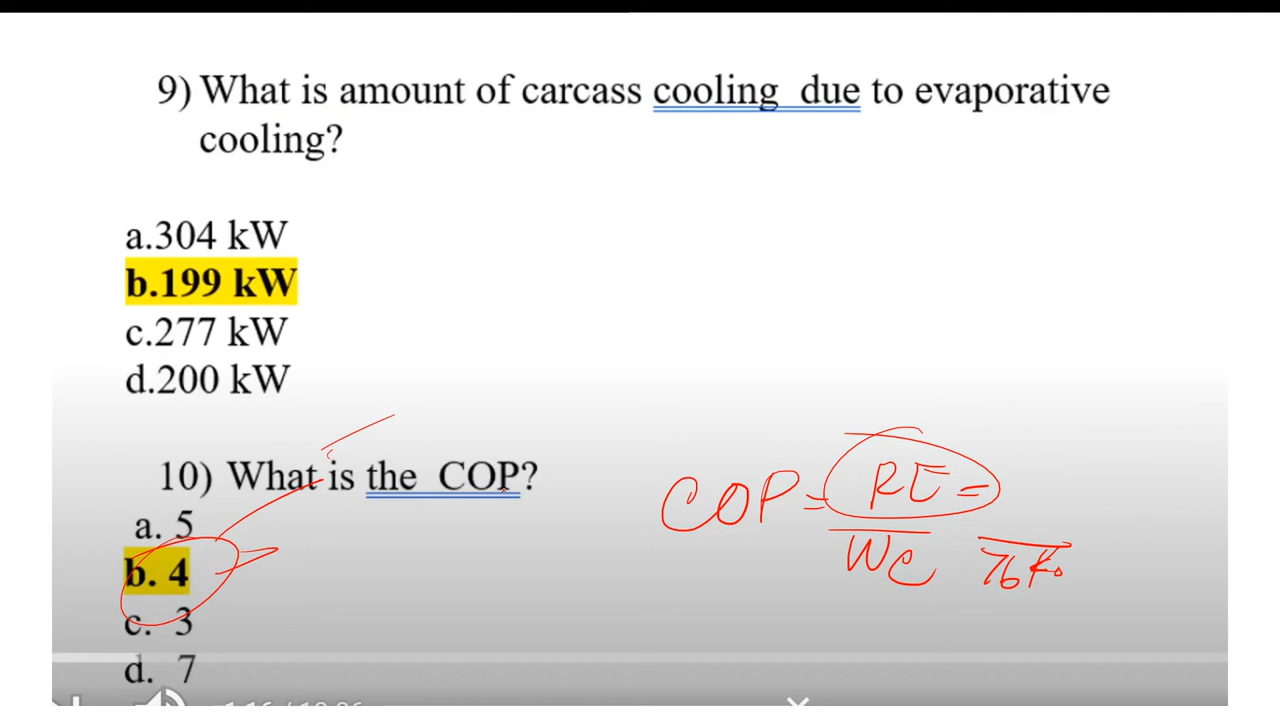 9) What is amount of carcass cooling due to evaporative
cooling?
a.304 kW
b.199 kW
c.277 kW
d.200 kW
10) What is the COP?
a. 5
b. 4
c. 3
d. 7
COP = RE =
WC